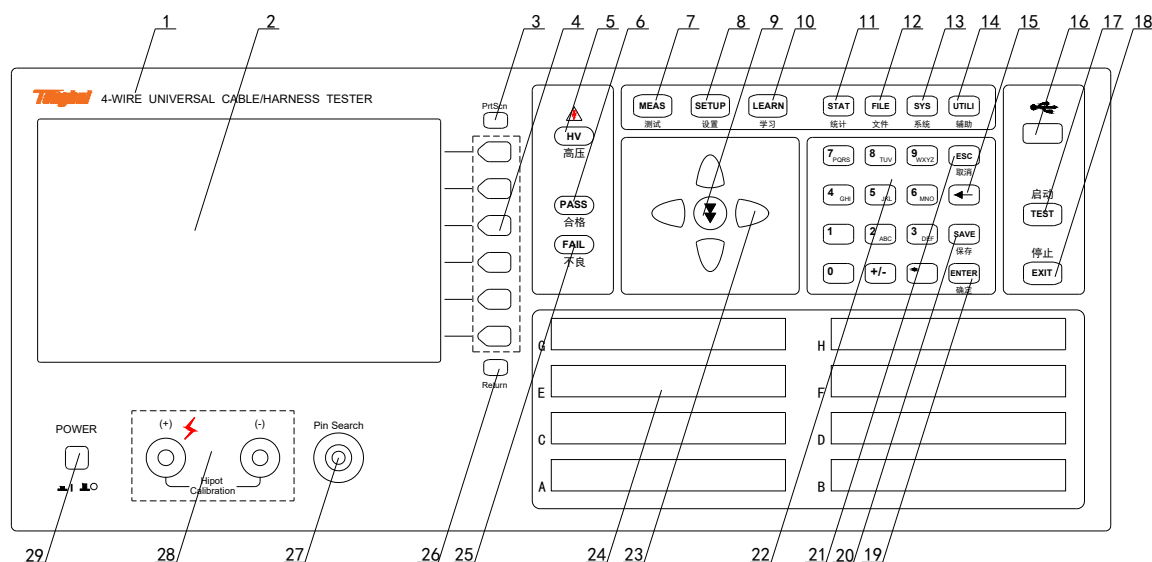 1 2 3 4 5 6 7 8 9 10 11 12 13 14 15 16 17 18
Tonghui 4-WIRE UNIVERSAL CABLE/HARNESS TESTER
PrtScn
HV
高压
PASS
合格
FAIL
不良
MEAS SETUP LEARN STAT FILE SYS UTILI
测试 设置 学习 统计 文件 系统 辅助
7 PQRS 8 TUV 9 WXYZ ESC
取消
4 GHI 5 JKL 6 MNO
1 2 ABC 3 DEF SAVE
保存
0 +/- ENTER
确定
启动
TEST
停止
EXIT
Return
G H
E F
C D
A B
POWER
(+) (-)
Hipot
Calibration
Pin Search
29 28 27 26 25 24 23 22 21 20 19